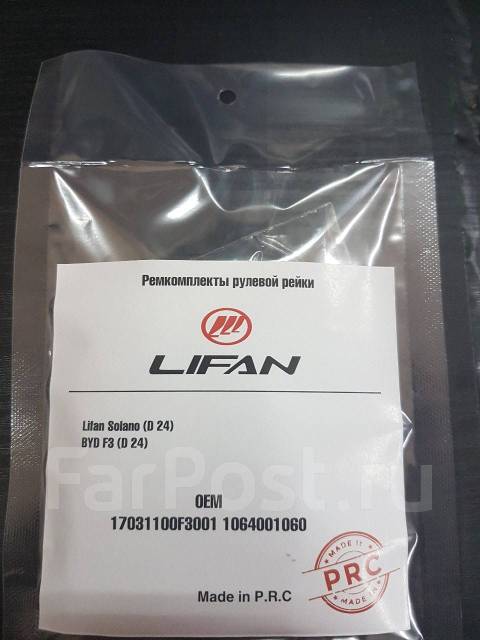 Ремкомплекты рулевой рейки
LIFAN
Lifan Solano (D 24)
BYD F3 (D 24)
FarPost.ru
OEM
17031100F3001 1064001060
Made in P.R.C
MADE IN
PRC
MADE IN